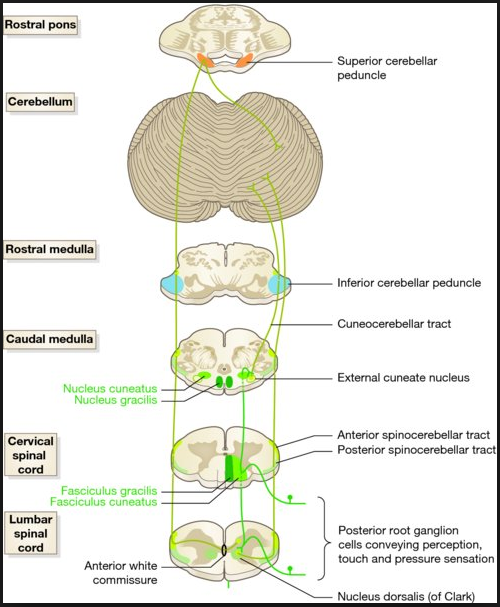 Rostral pons
Superior cerebellar
peduncle
Cerebellum
Rostral medulla
Inferior cerebellar peduncle
Cuneocerebellar tract
Caudal medulla
External cuneate nucleus
Nucleus cuneatus
Nucleus gracilis
Anterior spinocerebellar tract
Posterior spinocerebellar tract
Cervical
spinal
cord
Fasciculus gracilis
Fasciculus cuneatus
Lumbar
spinal
cord
Posterior root ganglion
cells conveying perception,
touch and pressure sensation
Anterior white
commissure
Nucleus dorsalis (of Clark)